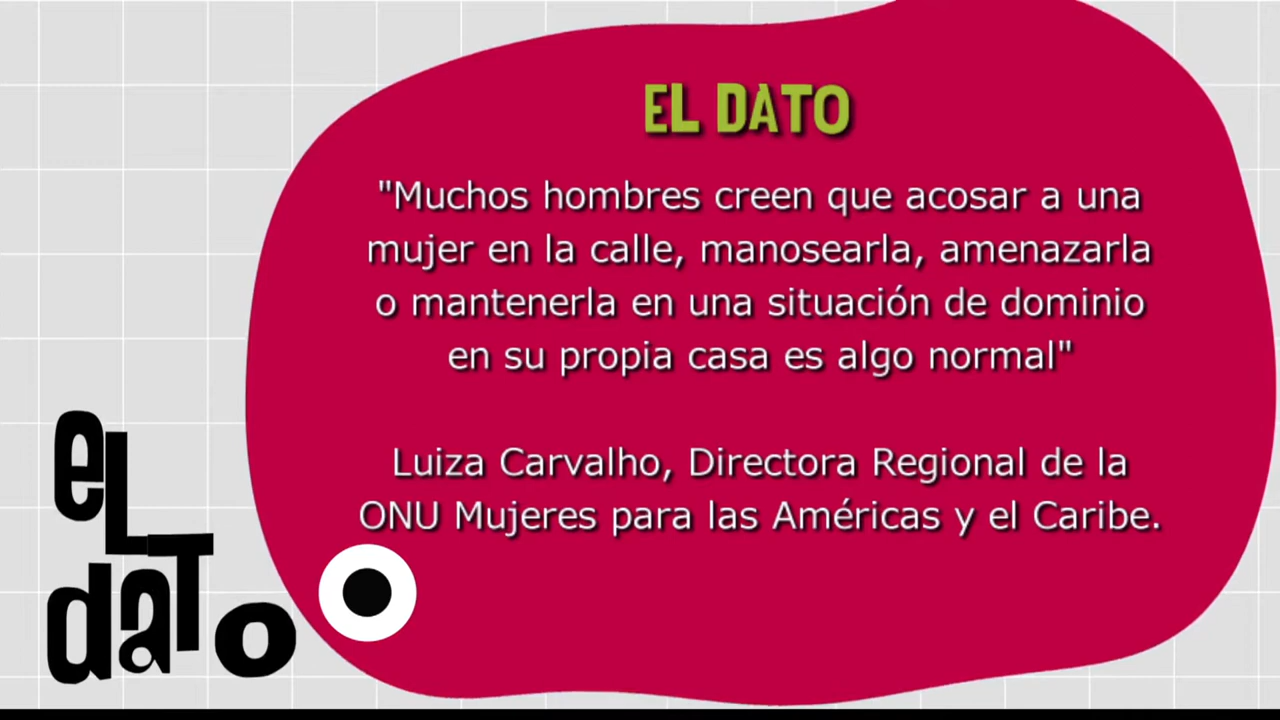 EL DATO
"Muchos hombres creen que acosar a una
mujer en la calle, manosearla, amenazarla
o mantenerla en una situación de dominio
en su propia casa es algo normal"
Luiza Carvalho, Directora Regional de la
ONU Mujeres para las Américas y el Caribe.
eL
daTo